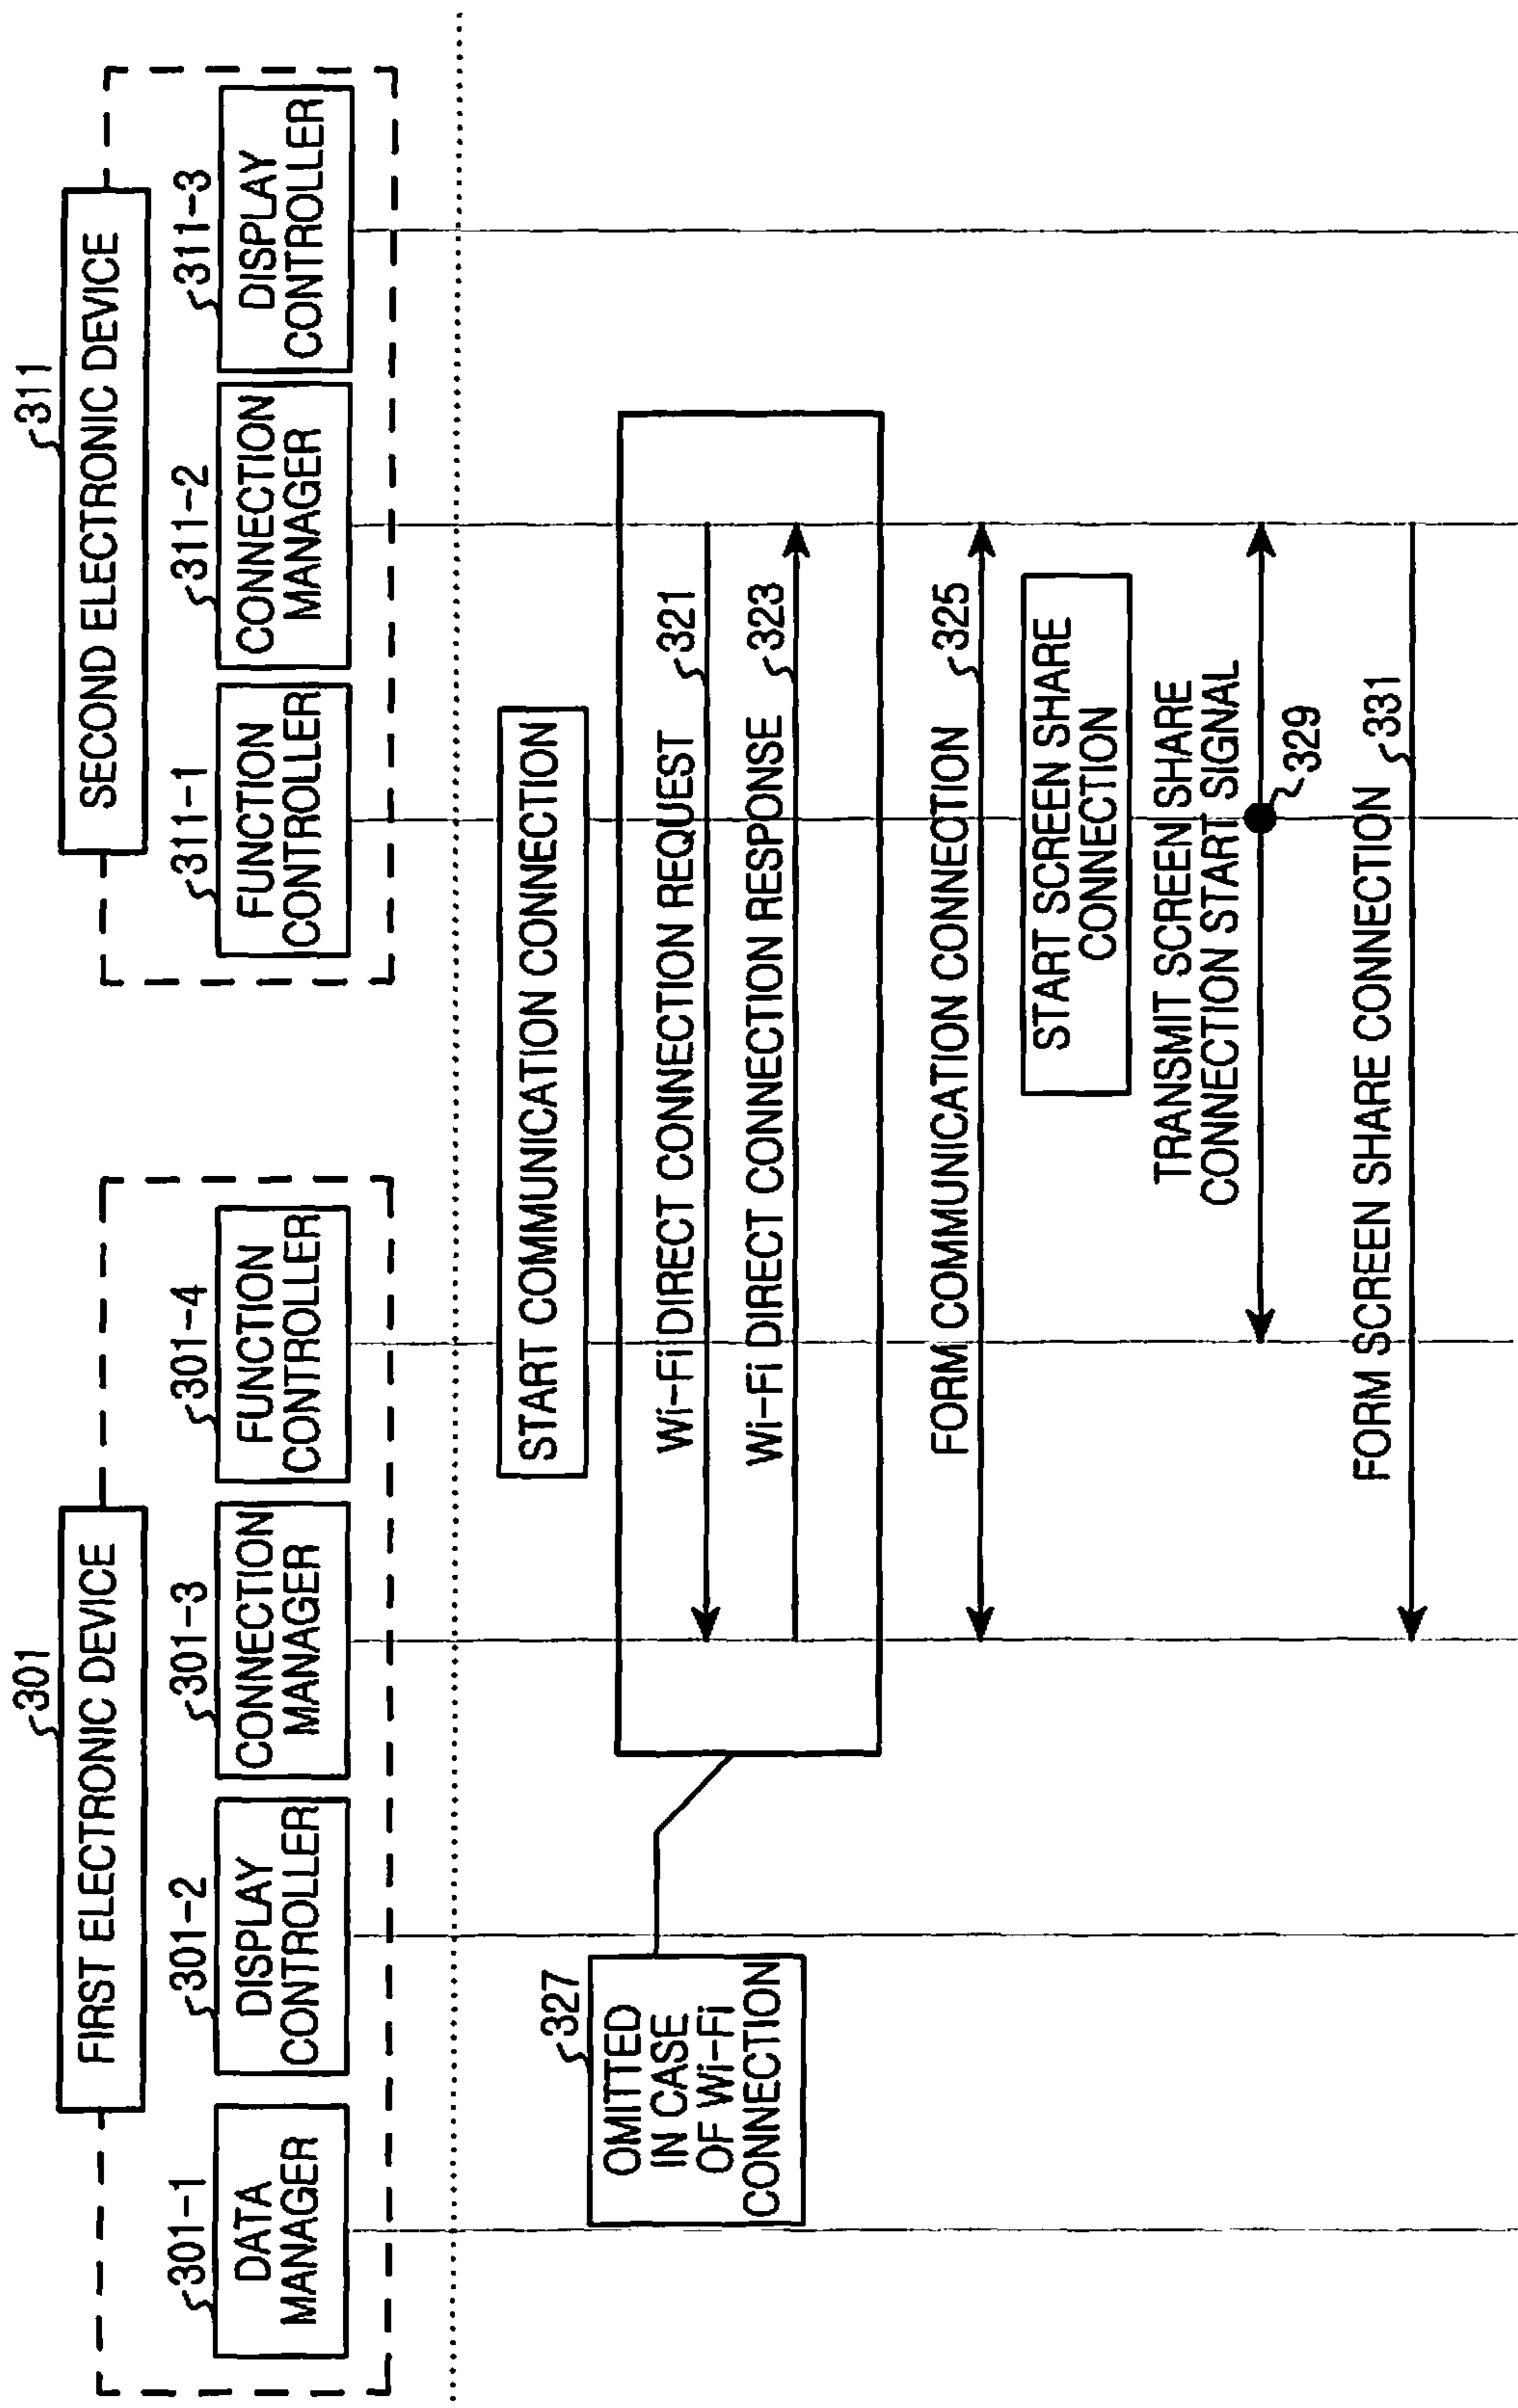 301
FIRST ELECTRONIC DEVICE
301-1
DATA
MANAGER
301-2
DISPLAY
CONTROLLER
301-3
CONNECTION
MANAGER
301-4
FUNCTION
CONTROLLER
311
SECOND ELECTRONIC DEVICE
311-1
FUNCTION
CONTROLLER
311-2
CONNECTION
MANAGER
311-3
DISPLAY
CONTROLLER
START COMMUNICATION CONNECTION
327
OMITTED
IN CASE
OF Wi-Fi
CONNECTION
Wi-Fi DIRECT CONNECTION REQUEST 321
Wi-Fi DIRECT CONNECTION RESPONSE 323
FORM COMMUNICATION CONNECTION 325
START SCREEN SHARE
CONNECTION
TRANSMIT SCREEN SHARE
CONNECTION START SIGNAL
329
FORM SCREEN SHARE CONNECTION 331